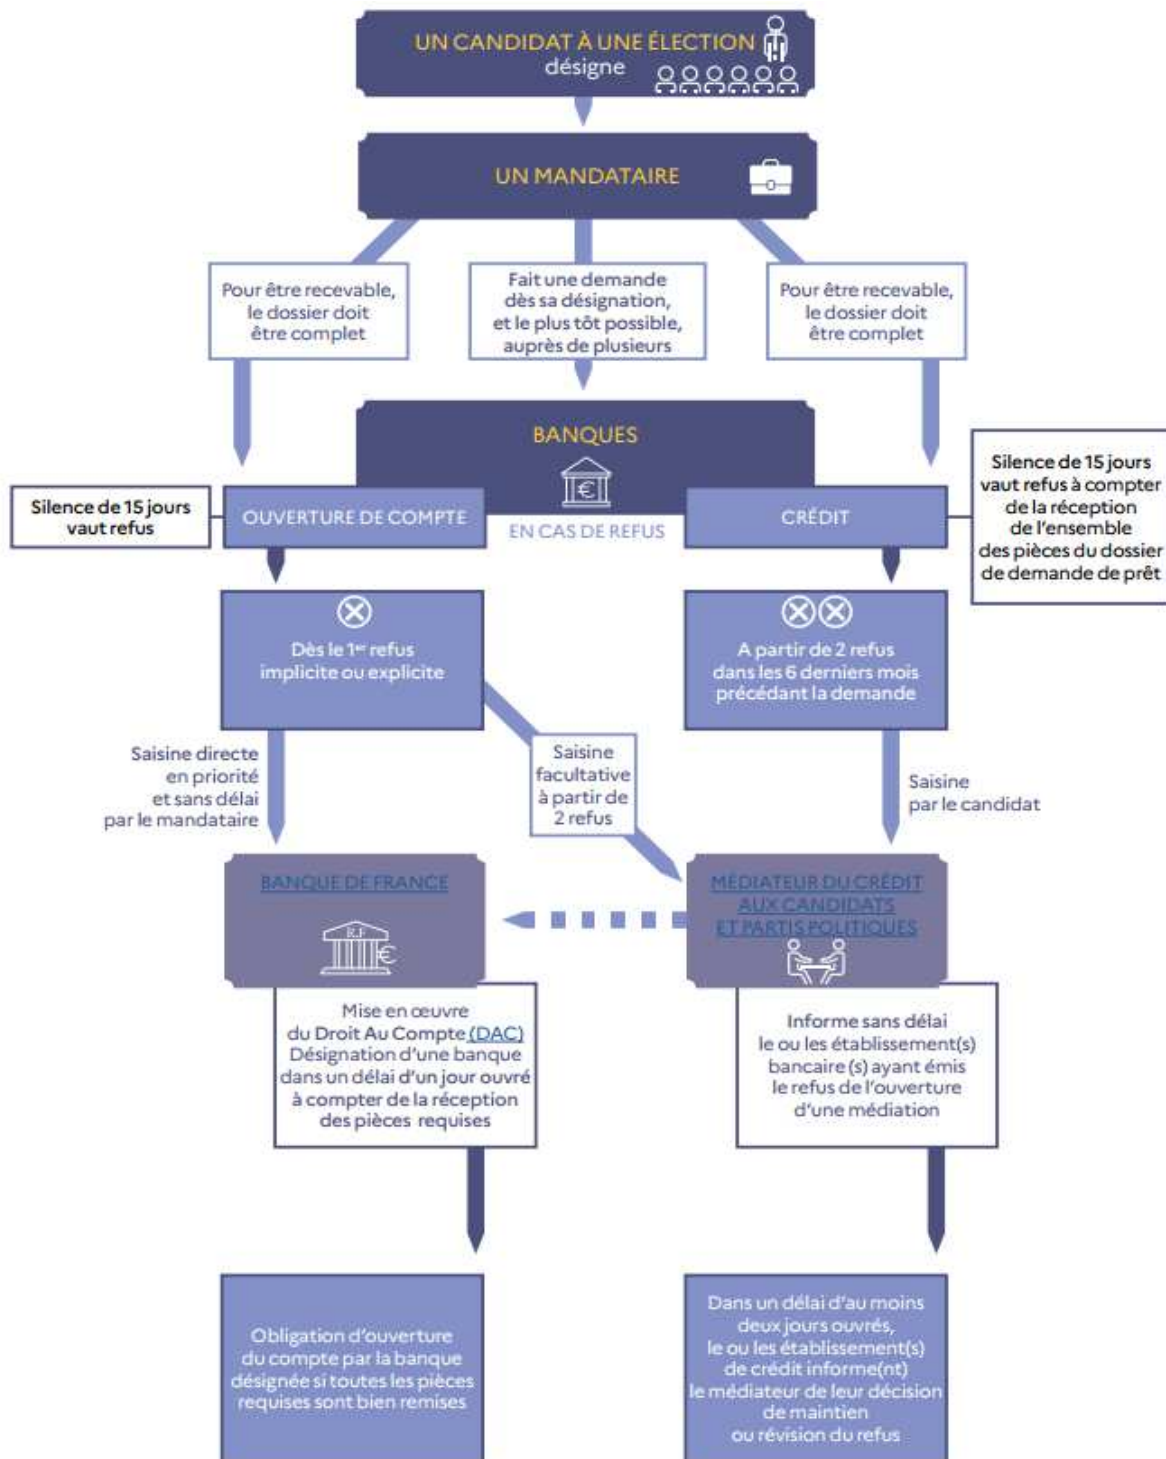 UN CANDIDAT À UNE ÉLECTION
désigne
UN MANDATAIRE
Pour être recevable,
le dossier doit
être complet
Fait une demande
dès sa désignation,
et le plus tôt possible,
auprès de plusieurs
Pour être recevable,
le dossier doit
être complet
BANQUES
€
Silence de 15 jours
vaut refus
OUVERTURE DE COMPTE
EN CAS DE REFUS
CRÉDIT
Silence de 15 jours
vaut refus à compter
de la réception
de l'ensemble
des pièces du dossier
de demande de prêt
Dès le 1er refus
implicite ou explicite
A partir de 2 refus
dans les 6 derniers mois
précédant la demande
Saisine directe
en priorité
et sans délai
par le mandataire
Saisine
facultative
à partir de
2 refus
Saisine
par le candidat
BANQUE DE FRANCE
R.F
€
MÉDIATEUR DU CRÉDIT
AUX CANDIDATS
ET PARTIS POLITIQUES
Mise en œuvre
du Droit Au Compte (DAC)
Désignation d'une banque
dans un délai d'un jour ouvré
à compter de la réception
des pièces requises
Informe sans délai
le ou les établissement(s)
bancaire (s) ayant émis
le refus de l'ouverture
d'une médiation
Obligation d'ouverture
du compte par la banque
désignée si toutes les pièces
requises sont bien remises
Dans un délai d'au moins
deux jours ouvrés,
le ou les établissement(s)
de crédit informe(nt)
le médiateur de leur décision
de maintien
ou révision du refus